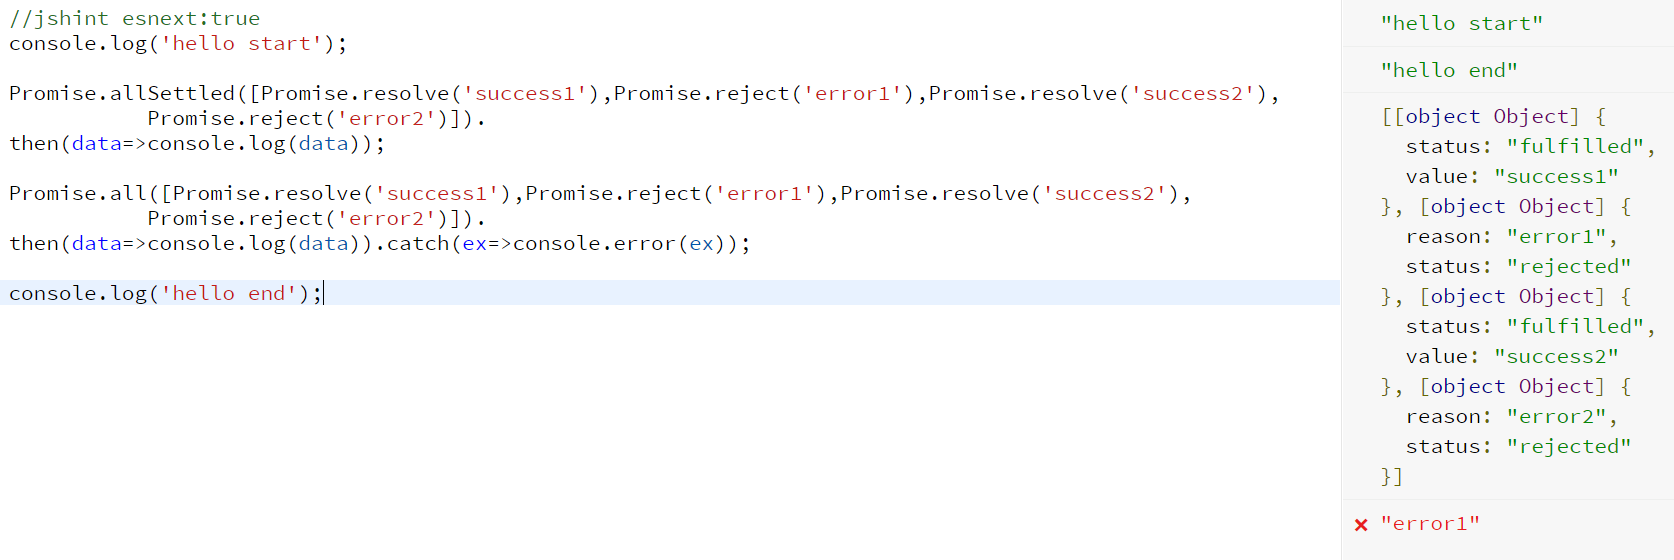 //jshint esnext:true
console.log('hello start');
Promise.allSettled([Promise.resolve('success1'),Promise.reject('error1'),Promise.resolve('success2'),
Promise.reject('error2')]).
then(data=>console.log(data));
Promise.all([Promise.resolve('success1'),Promise.reject('error1'),Promise.resolve('success2'),
Promise.reject('error2')]).
then(data=>console.log(data)).catch(ex=>console.error(ex));
console.log('hello end');
"hello start"
"hello end"
[[object Object] {
status: "fulfilled",
value: "success1"
}, [object Object] {
reason: "error1",
status: "rejected"
}, [object Object] {
status: "fulfilled",
value: "success2"
}, [object Object] {
reason: "error2",
status: "rejected"
}]
"error1"